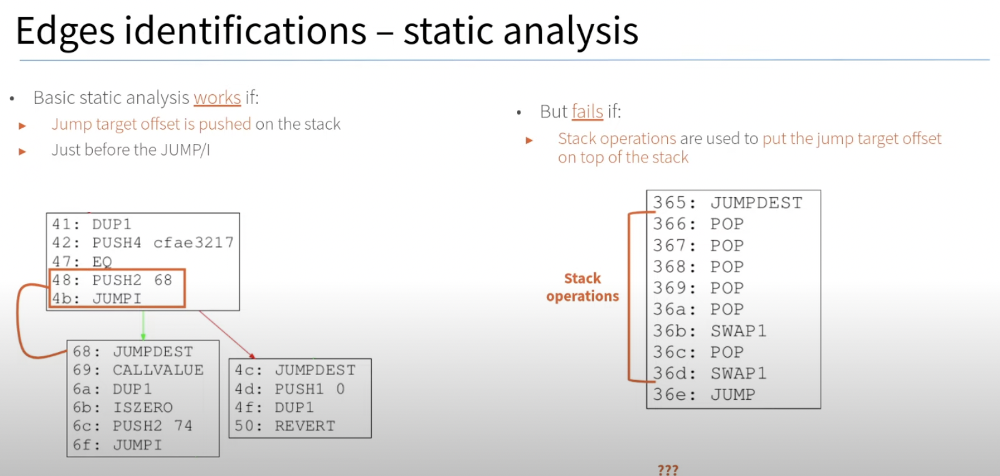 Edges identifications – static analysis
• Basic static analysis works if:
► Jump target offset is pushed on the stack
► Just before the JUMP/I
41: DUP1
42: PUSH4 cfae3217
47: EQ
48: PUSH2 68
4b: JUMPI
68: JUMPDEST
69: CALLVALUE
6a: DUP1
6b: ISZERO
6c: PUSH2 74
6f: JUMPI
4c: JUMPDEST
4d: PUSH1 0
4f: DUP1
50: REVERT
• But fails if:
► Stack operations are used to put the jump target offset
on top of the stack
Stack
operations
365: JUMPDEST
366: POP
367: POP
368: POP
369: POP
36a: POP
36b: SWAP1
36c: POP
36d: SWAP1
36e: JUMP
???